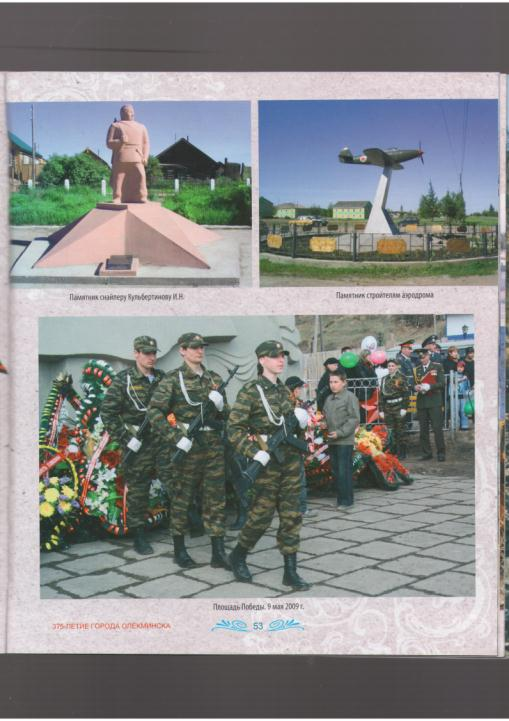 Памятник снайперу Кульбертинову И.Н.
Памятник строителям аэродрома
Площадь Победы. 9 мая 2009 г.
375-ЛЕТИЕ ГОРОДА ОЛЕКМИНСКА
53